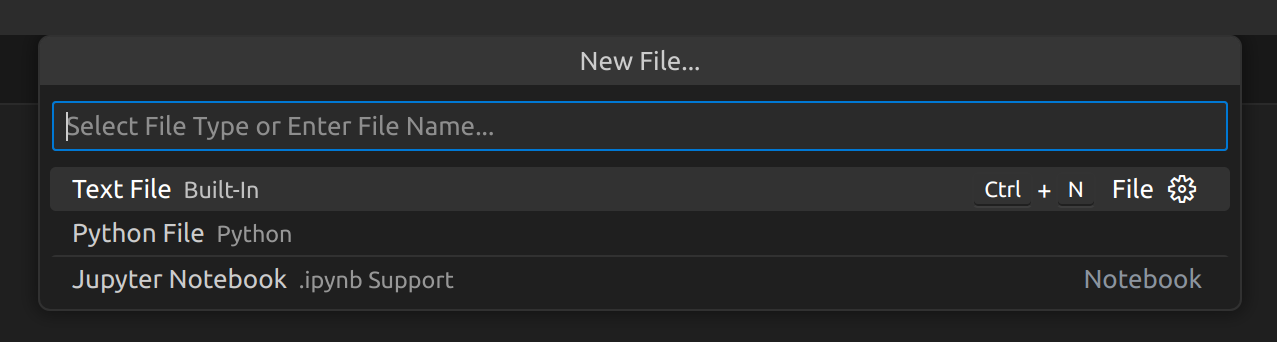 New File...
Select File Type or Enter File Name...
Text File Built-In Ctrl + N File
Python File Python
Jupyter Notebook .ipynb Support Notebook